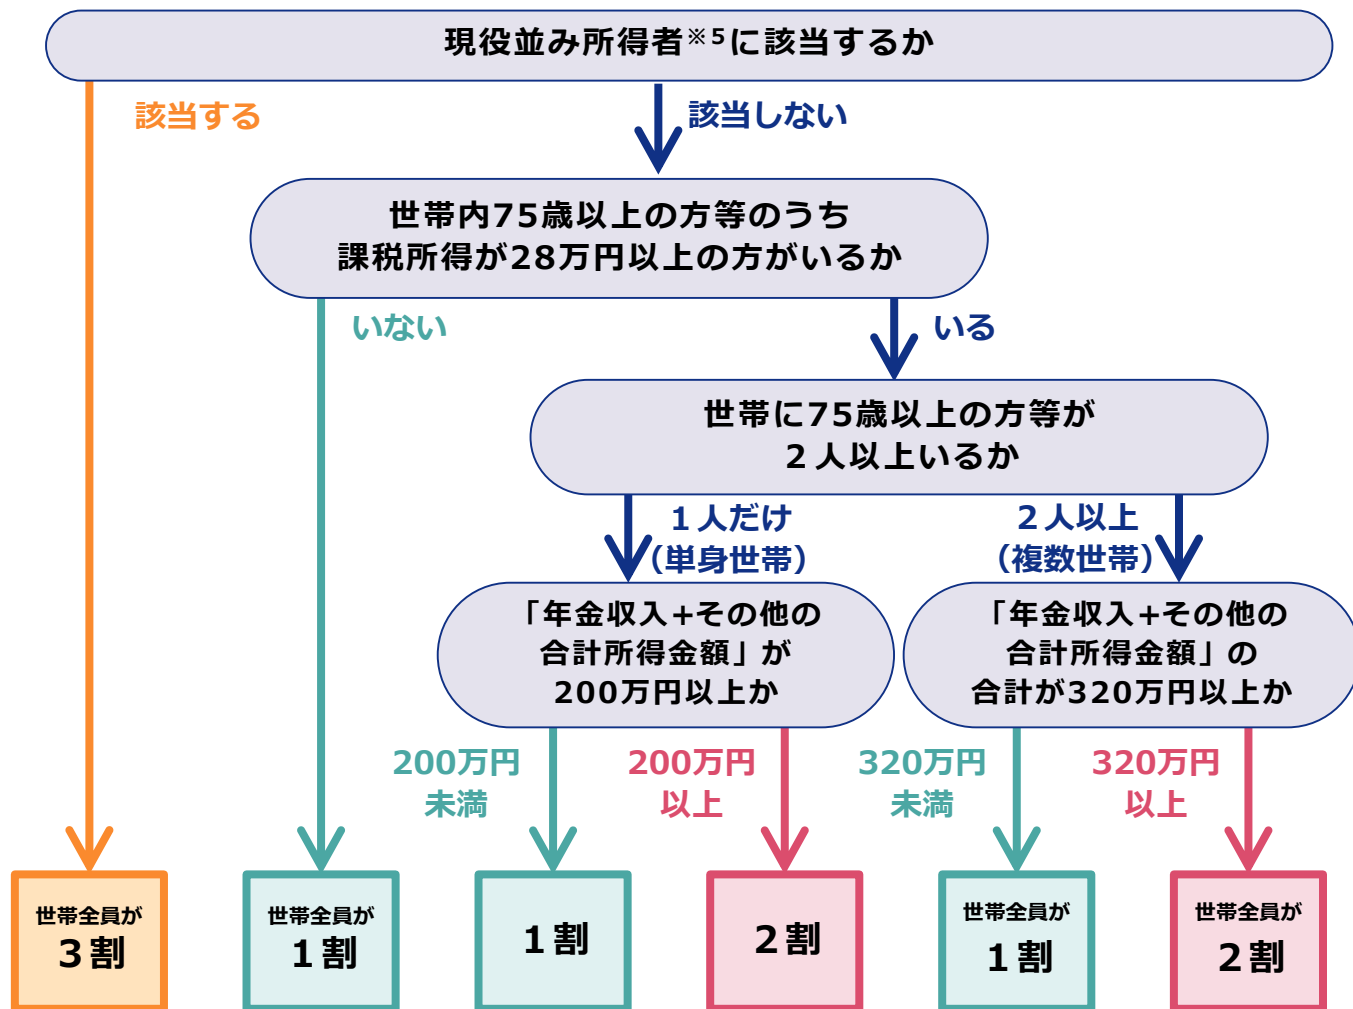 現役並み所得者※5に該当するか
該当する
該当しない
世帯内75歳以上の方等のうち
課税所得が28万円以上の方がいるか
いない
いる
世帯に75歳以上の方等が
２人以上いるか
１人だけ
（単身世帯）
２人以上
（複数世帯）
「年金収入+その他の
合計所得金額」が
200万円以上か
「年金収入+その他の
合計所得金額」の
合計が320万円以上か
200万円
未満
200万円
以上
320万円
未満
320万円
以上
世帯全員が
３割
世帯全員が
１割
１割
２割
世帯全員が
１割
世帯全員が
２割